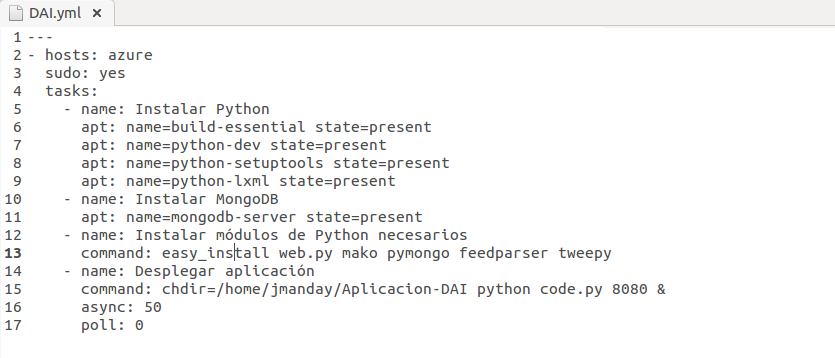 DAI.yml ×
1 ---
2 - hosts: azure
3   sudo: yes
4   tasks:
5     - name: Instalar Python
6       apt: name=build-essential state=present
7       apt: name=python-dev state=present
8       apt: name=python-setuptools state=present
9       apt: name=python-lxml state=present
10     - name: Instalar MongoDB
11       apt: name=mongodb-server state=present
12     - name: Instalar módulos de Python necesarios
13       command: easy_install web.py mako pymongo feedparser tweepy
14     - name: Desplegar aplicación
15       command: chdir=/home/jmanday/Aplicacion-DAI python code.py 8080 &
16       async: 50
17       poll: 0